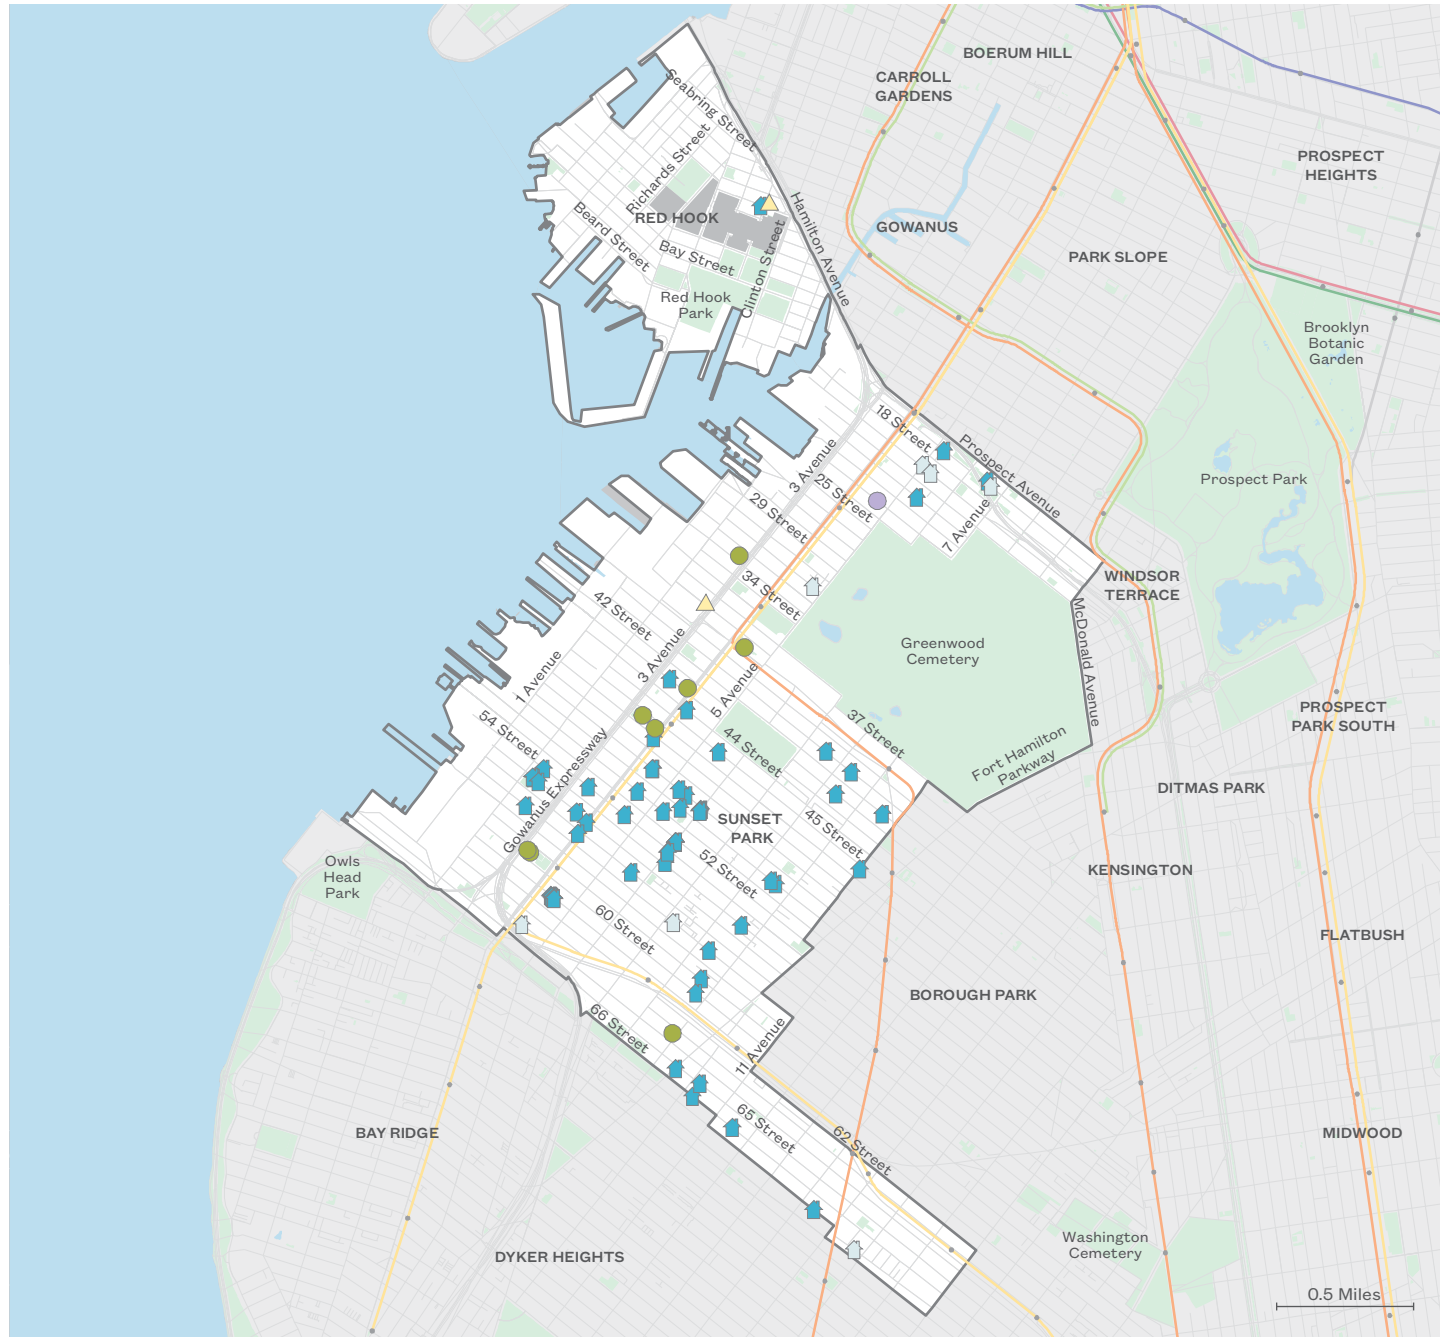 BOERUM HILL
CARROLL
GARDENS
Seabring Street
Richards Street
PROSPECT
HEIGHTS
RED HOOK
Hamilton Avenue
Beard Street
Bay Street
Clinton Street
GOWANUS
PARK SLOPE
Red Hook
Park
Brooklyn
Botanic
Garden
18 Street
Prospect Avenue
3 Avenue
25 Street
29 Street
7 Avenue
Prospect Park
34 Street
42 Street
WINDSOR
TERRACE
McDonald Avenue
Greenwood
Cemetery
3 Avenue
1 Avenue
5 Avenue
37 Street
54 Street
44 Street
Fort Hamilton
Parkway
PROSPECT
PARK SOUTH
Gowanus Expressway
DITMAS PARK
SUNSET
PARK
45 Street
Owls
Head
Park
52 Street
KENSINGTON
60 Street
FLATBUSH
BOROUGH PARK
66 Street
11 Avenue
65 Street
62 Street
BAY RIDGE
MIDWOOD
Washington
Cemetery
DYKER HEIGHTS
0.5 Miles